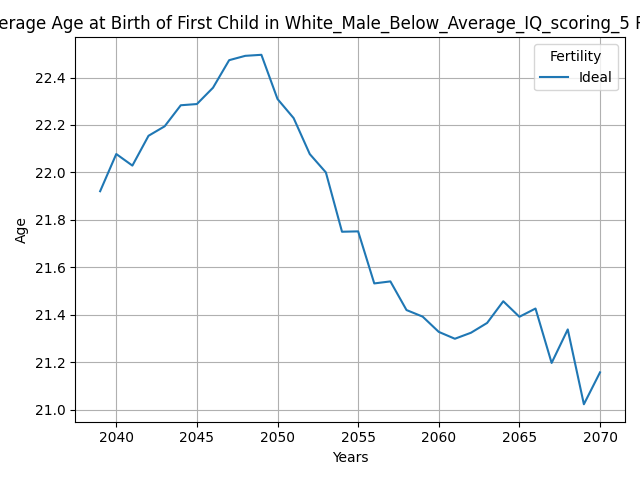 erage Age at Birth of First Child in White_Male_Below_Average_IQ_scoring_5
Fertility
Ideal
22.4
22.2
22.0
21.8
21.6
21.4
21.2
21.0
Age
2040 2045 2050 2055 2060 2065 2070
Years